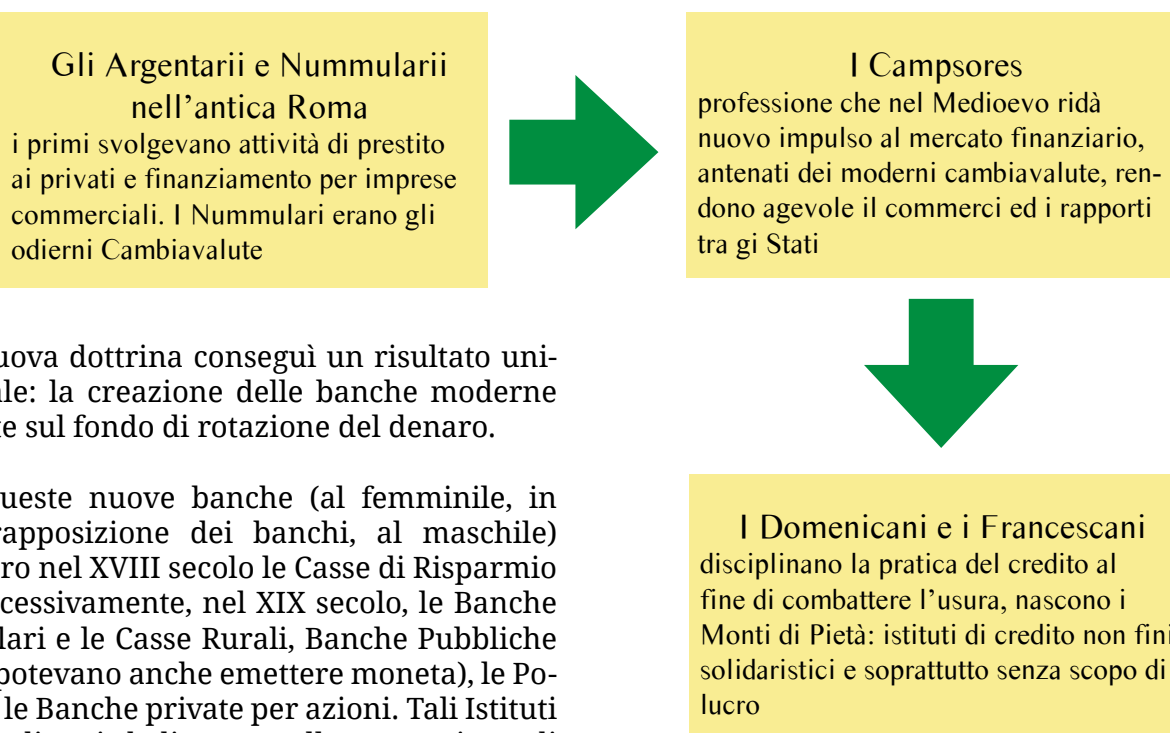 Gli Argentarii e Nummularii
nell'antica Roma
i primi svolgevano attività di prestito
ai privati e finanziamento per imprese
commerciali. I Nummulari erano gli
odierni Cambiavalute
I Campsores
professione che nel Medioevo ridà
nuovo impulso al mercato finanziario,
antenati dei moderni cambiavalute, ren-
dono agevole il commerci ed i rapporti
tra gi Stati
I Domenicani e i Francescani
disciplinano la pratica del credito al
fine di combattere l'usura, nascono i
Monti di Pietà: istituti di credito non fini
solidaristici e soprattutto senza scopo di
lucro
uova dottrina conseguì un risultato uni-
le: la creazione delle banche moderne
e sul fondo di rotazione del denaro.
ueste nuove banche (al femminile, in
rapposizione dei banchi, al maschile)
ro nel XVIII secolo le Casse di Risparmio
cessivamente, nel XIX secolo, le Banche
lari e le Casse Rurali, Banche Pubbliche
potevano anche emettere moneta), le Po-
le Banche private per azioni. Tali Istituti